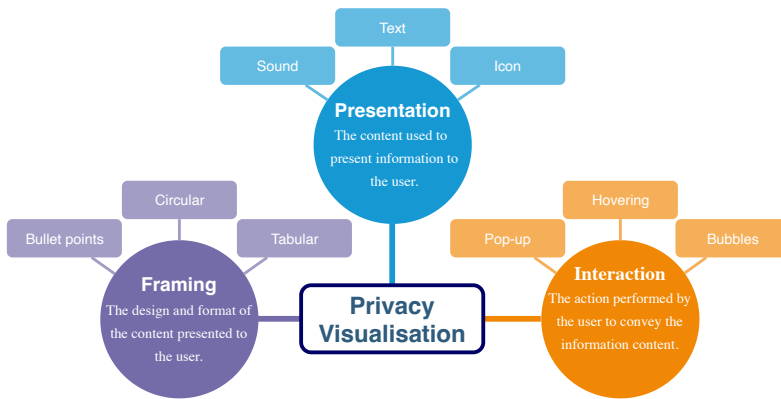 Text
Sound
Icon
Presentation
The content used to
present information to
the user.
Circular
Bullet points
Tabular
Framing
The design and format of
the content presented to
the user.
Hovering
Pop-up
Bubbles
Interaction
The action performed by
the user to convey the
information content.
Privacy
Visualisation